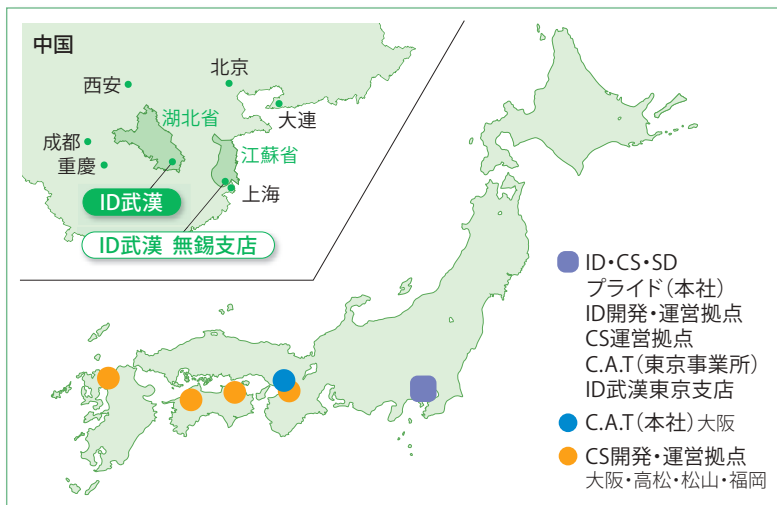 中国
北京
西安
大連
湖北省
成都
江蘇省
重慶
上海
ID武漢
ID武漢 無錫支店
ID・CS・SD
プライド(本社)
ID開発・運営拠点
CS運営拠点
C.A.T(東京事業所)
ID武漢東京支店
C.A.T(本社)大阪
CS開発・運営拠点
大阪・高松・松山・福岡